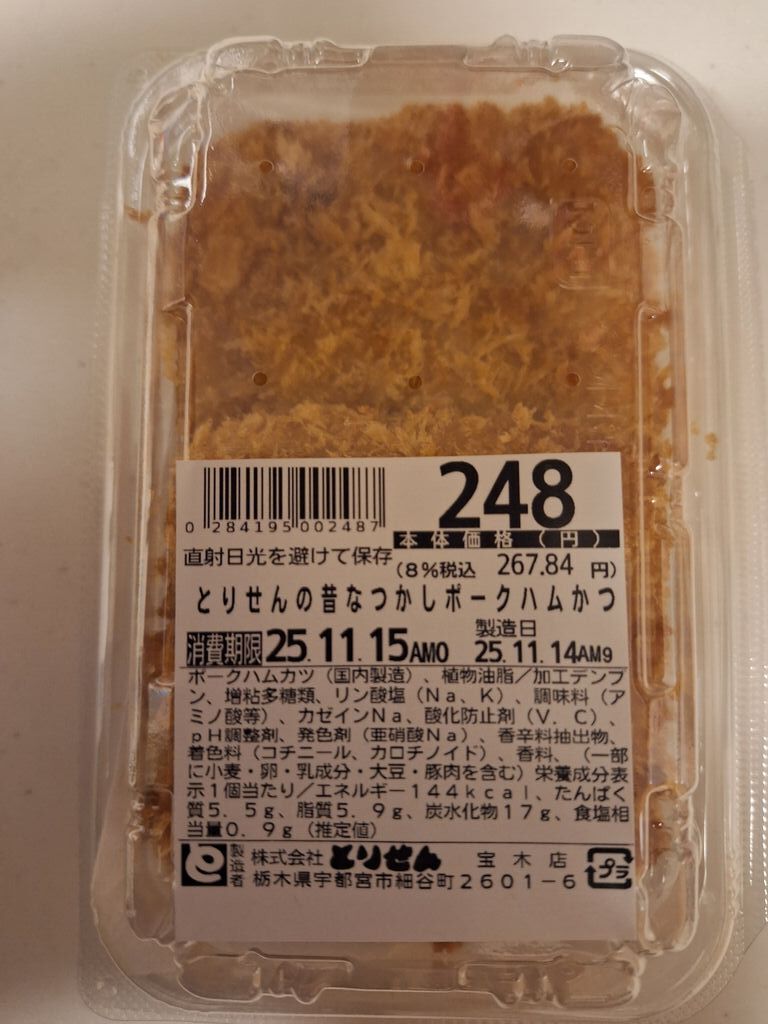 248
0 284195 002487
本体価格(円)
直射日光を避けて保存
(8%税込 267.84 円)
とりせんの昔なつかしポークハムかつ
消費期限 25.11.15AM0
製造日
25.11.14AM9
ポークハムカツ(国内製造)、植物油脂/加工デンプ
ン、増粘多糖類、リン酸塩(Na、K)、調味料(ア
ミノ酸等)、カゼインNa、酸化防止剤(V.C)、
pH調整剤、発色剤(亜硝酸Na)、香辛料抽出物、
着色料(コチニール、カロチノイド)、香料、(一部
に小麦・卵・乳成分・大豆・豚肉を含む)栄養成分表
示1個当たり/エネルギー144kcal、たんぱく
質5.5g、脂質5.9g、炭水化物17g、食塩相
当量0.9g(推定値)
製造者 株式会社 とりせん 宝木店
栃木県宇都宮市細谷町2601-6
プラ